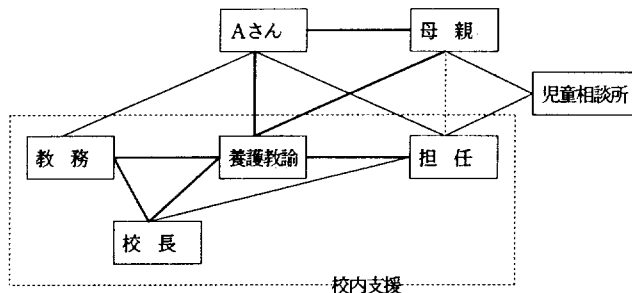 Aさん
母 親
児童相談所
教 務
養護教諭
担 任
校 長
校内支援